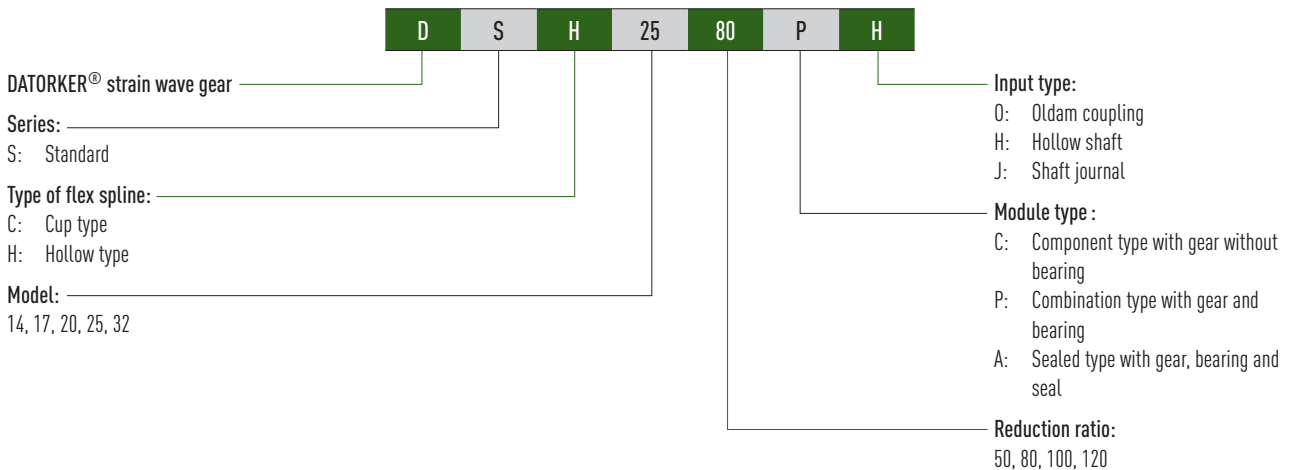 D S H 25 80 P H
DATORKER® strain wave gear
Series:
S: Standard
Type of flex spline:
C: Cup type
H: Hollow type
Model:
14, 17, 20, 25, 32
Input type:
O: Oldam coupling
H: Hollow shaft
J: Shaft journal
Module type :
C: Component type with gear without
bearing
P: Combination type with gear and
bearing
A: Sealed type with gear, bearing and
seal
Reduction ratio:
50, 80, 100, 120